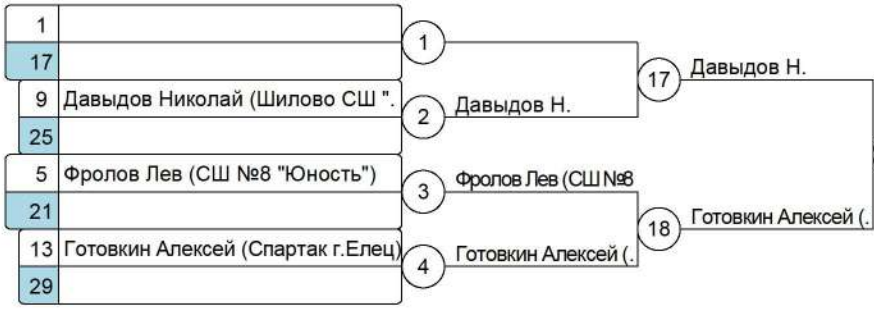 1
17
1
9 Давыдов Николай (Шилово СШ ".
25
2
Давыдов Н.
17
Давыдов Н.
5 Фролов Лев (СШ №8 "Юность")
21
3
Фролов Лев (СШ №8
13 Готовкин Алексей (Спартак г.Елец)
29
4
Готовкин Алексей (.
18
Готовкин Алексей (.